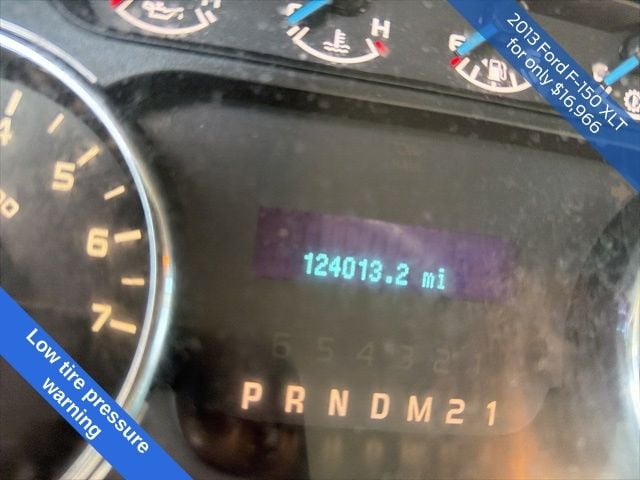 H
H
E
2013 Ford F-150 XLT
for only $16,966
4
5
6
7
124013.2 mi
6 5 4 3 2 1
P R N D M 2 1
Low tire pressure
warning